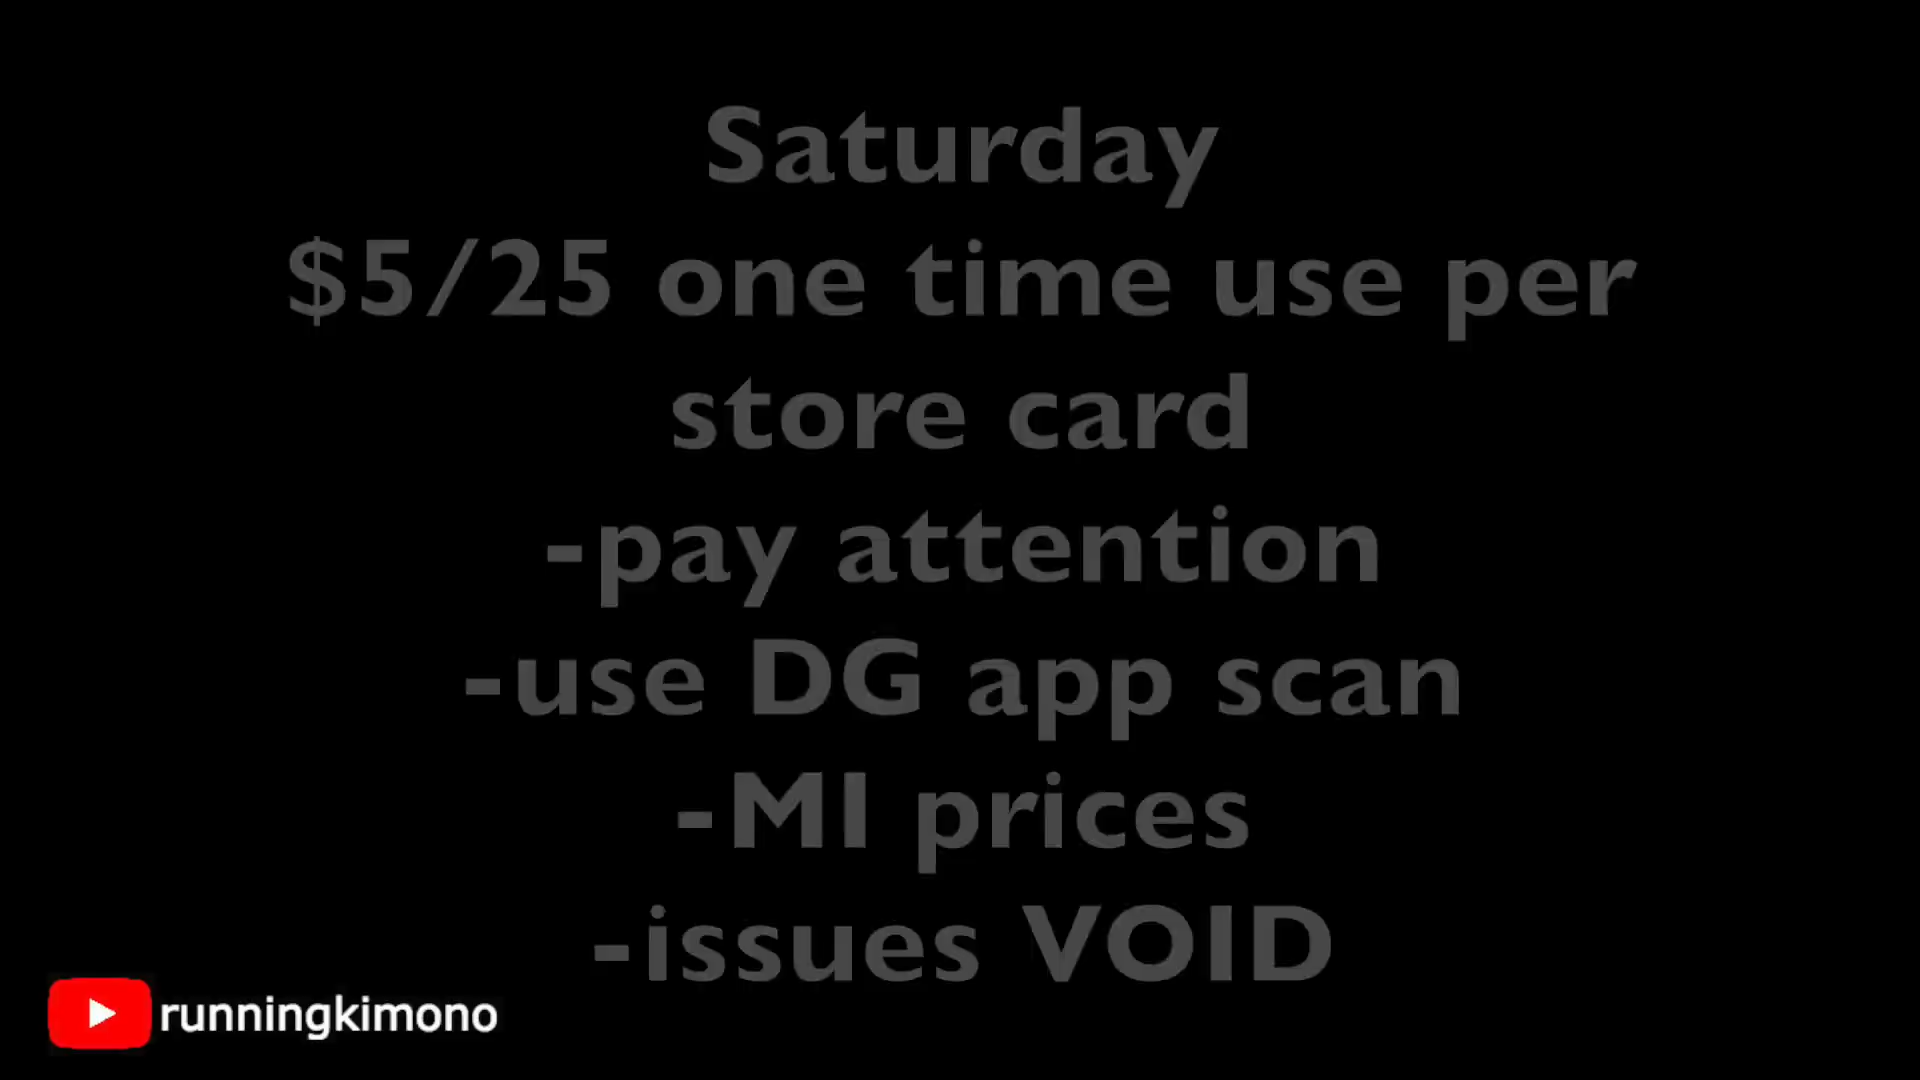 Saturday
$5/25 one time use per
store card
-pay attention
-use DG app scan
-MI prices
-issues VOID
runningkimono